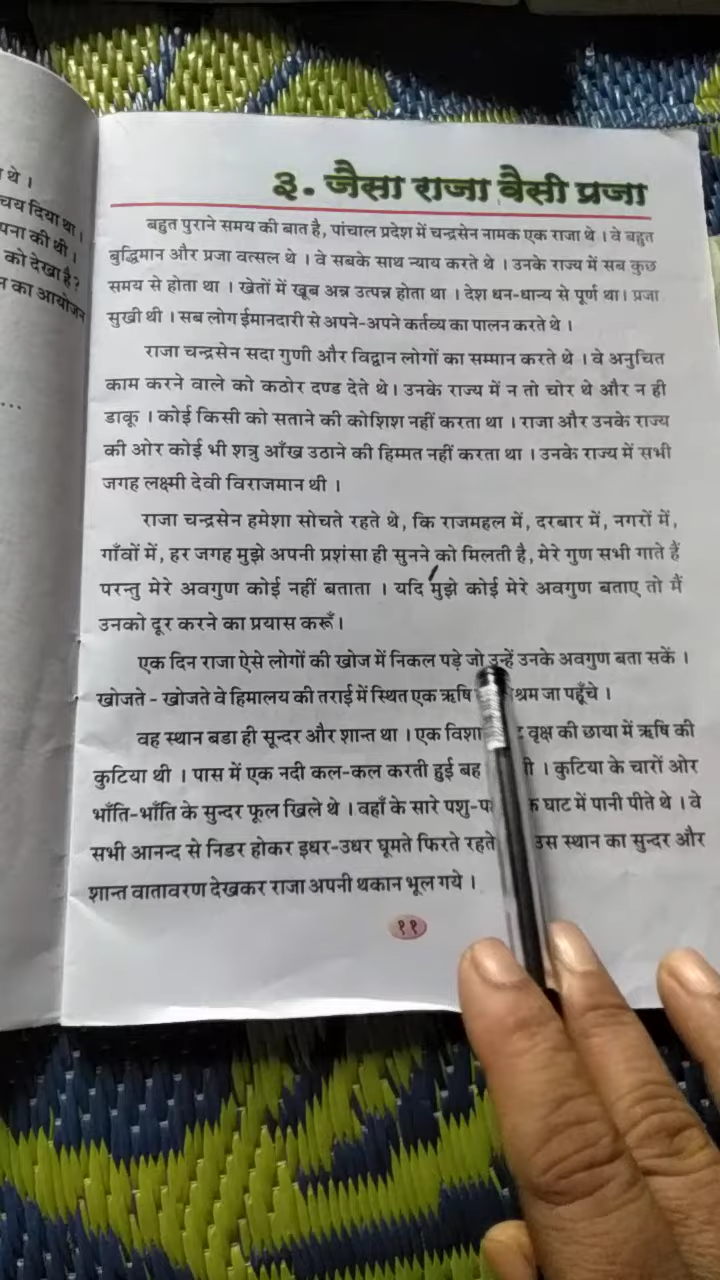 थे ।
चय दिया था ।
पना की थी ।
को देखा है ?
का आयोजन
...
३. जैसा राजा वैसी प्रजा
बहुत पुराने समय की बात है, पांचाल प्रदेश में चन्द्रसेन नामक एक राजा थे । वे बहुत
बुद्धिमान और प्रजा वत्सल थे । वे सबके साथ न्याय करते थे । उनके राज्य में सब कुछ
समय से होता था । खेतों में खूब अन्न उत्पन्न होता था । देश धन-धान्य से पूर्ण था। प्रजा
सुखी थी । सब लोग ईमानदारी से अपने-अपने कर्तव्य का पालन करते थे ।
राजा चन्द्रसेन सदा गुणी और विद्वान लोगों का सम्मान करते थे । वे अनुचित
काम करने वाले को कठोर दण्ड देते थे। उनके राज्य में न तो चोर थे और न ही
डाकू । कोई किसी को सताने की कोशिश नहीं करता था । राजा और उनके राज्य
की ओर कोई भी शत्रु आँख उठाने की हिम्मत नहीं करता था । उनके राज्य में सभी
जगह लक्ष्मी देवी विराजमान थी ।
राजा चन्द्रसेन हमेशा सोचते रहते थे, कि राजमहल में, दरबार में, नगरों में,
गाँवों में, हर जगह मुझे अपनी प्रशंसा ही सुनने को मिलती है, मेरे गुण सभी गाते हैं
परन्तु मेरे अवगुण कोई नहीं बताता । यदि मुझे कोई मेरे अवगुण बताए तो मैं
उनको दूर करने का प्रयास करूँ।
एक दिन राजा ऐसे लोगों की खोज में निकल पड़े जो उन्हें उनके अवगुण बता सकें ।
खोजते - खोजते वे हिमालय की तराई में स्थित एक ऋषि श्रम जा पहूँचे ।
वह स्थान बडा ही सून्दर और शान्त था । एक विशा वृक्ष की छाया में ऋषि की
कुटिया थी । पास में एक नदी कल-कल करती हुई बह ी । कुटिया के चारों ओर
भाँति-भाँति के सुन्दर फूल खिले थे । वहाँ के सारे पशु-प क घाट में पानी पीते थे । वे
सभी आनन्द से निडर होकर इधर-उधर घूमते फिरते रहते उस स्थान का सुन्दर और
शान्त वातावरण देखकर राजा अपनी थकान भूल गये ।
११